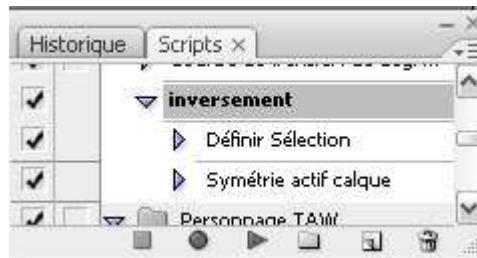 Historique Scripts ×
inversement
Définir Sélection
Symétrie actif calque
Personnage TAW